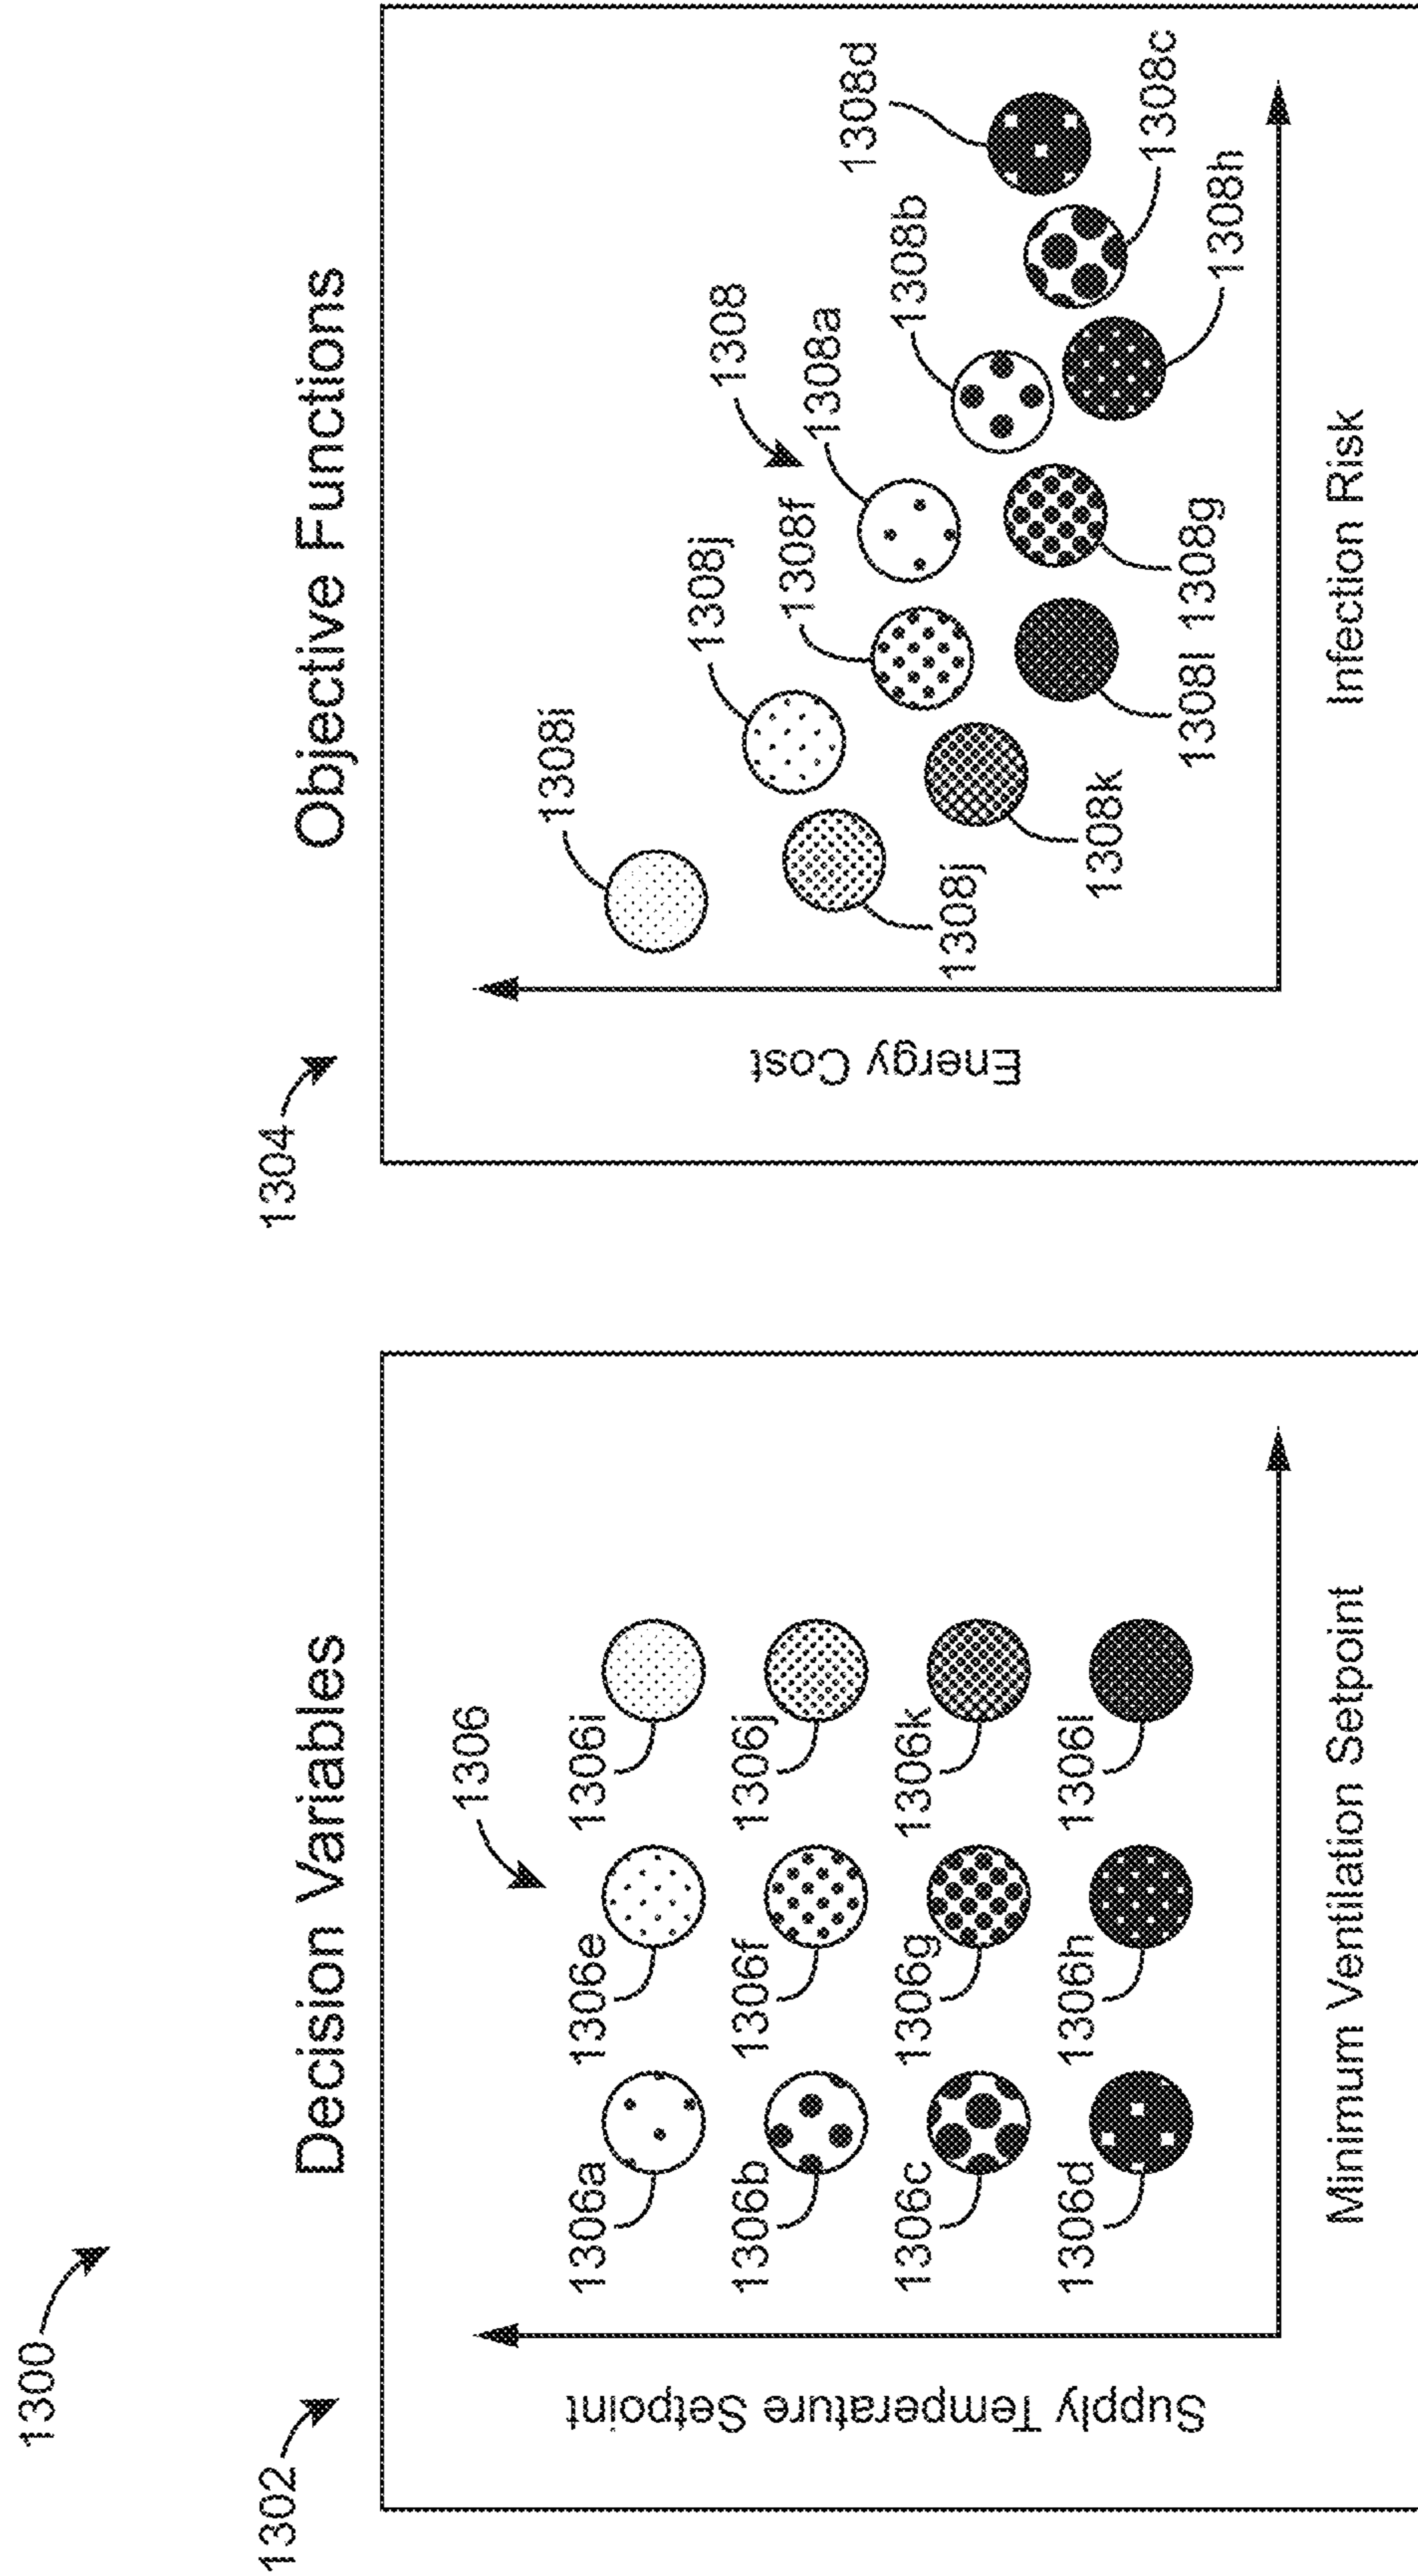 1300
1302
Decision Variables
1306
1306a
1306e
1306i
1306b
1306f
1306j
1306c
1306g
1306k
1306d
1306h
1306l
Supply Temperature Setpoint
Minimum Ventilation Setpoint
1304
Objective Functions
1308i
1308j
1308
1308f
1308a
1308d
1308b
1308j
1308k
1308l
1308g
1308h
1308c
Energy Cost
Infection Risk